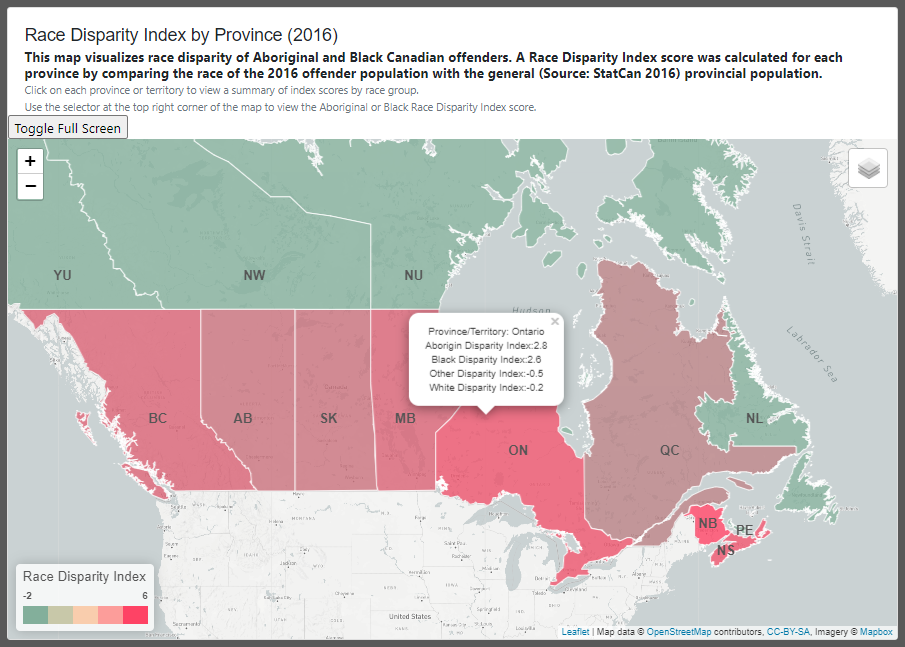 Race Disparity Index by Province (2016)
This map visualizes race disparity of Aboriginal and Black Canadian offenders. A Race Disparity Index score was calculated for each
province by comparing the race of the 2016 offender population with the general (Source: StatCan 2016) provincial population.
Click on each province or territory to view a summary of index scores by race group.
Use the selector at the top right corner of the map to view the Aboriginal or Black Race Disparity Index score.
Toggle Full Screen
+
−
Davis Strait
YU
NW
NU
Hudson
×
Province/Territory: Ontario
Aborigin Disparity Index:2.8
Black Disparity Index:2.6
Other Disparity Index:-0.5
White Disparity Index:-0.2
Labrador Sea
BC
AB
SK
MB
ON
QC
NL
NB
PE
NS
United States
Race Disparity Index
-2 6
Leaflet | Map data © OpenStreetMap contributors, CC-BY-SA, Imagery © Mapbox